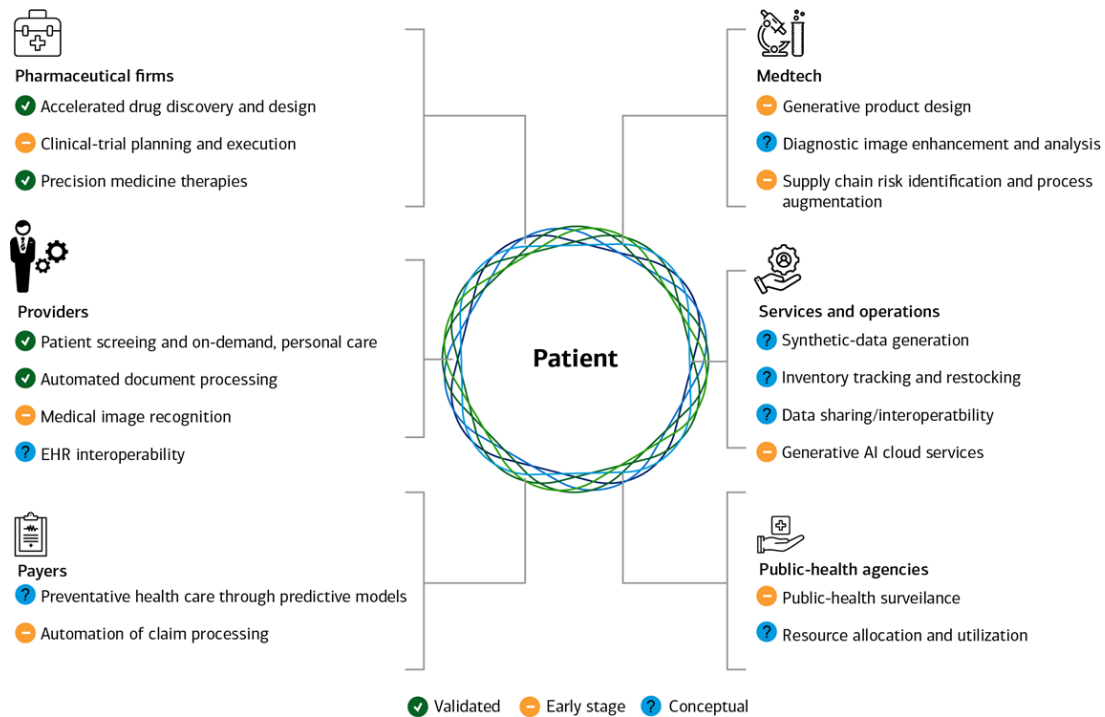 Pharmaceutical firms
Accelerated drug discovery and design
Clinical-trial planning and execution
Precision medicine therapies
Providers
Patient screeing and on-demand, personal care
Automated document processing
Medical image recognition
EHR interoperability
Payers
Preventative health care through predictive models
Automation of claim processing
Patient
Medtech
Generative product design
Diagnostic image enhancement and analysis
Supply chain risk identification and process
augmentation
Services and operations
Synthetic-data generation
Inventory tracking and restocking
Data sharing/interoperatbility
Generative AI cloud services
Public-health agencies
Public-health surveilance
Resource allocation and utilization
Validated
Early stage
Conceptual